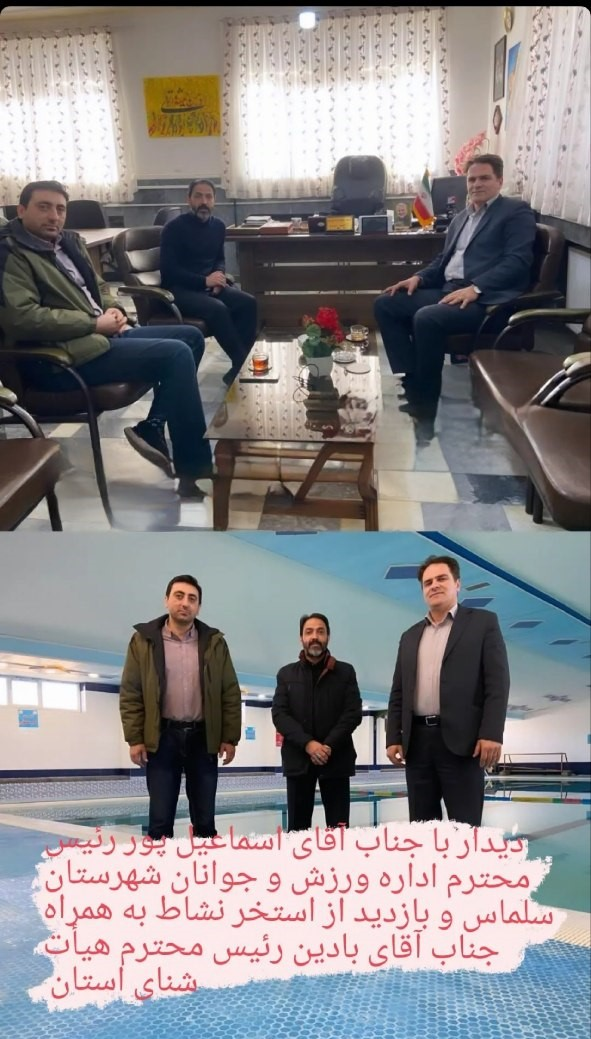 دیدار با جناب آقای اسماعیل پور رئیس
محترم اداره ورزش و جوانان شهرستان
سلماس و بازدید از استخر نشاط به همراه
جناب آقای بادین رئیس محترم هیأت
شنای استان